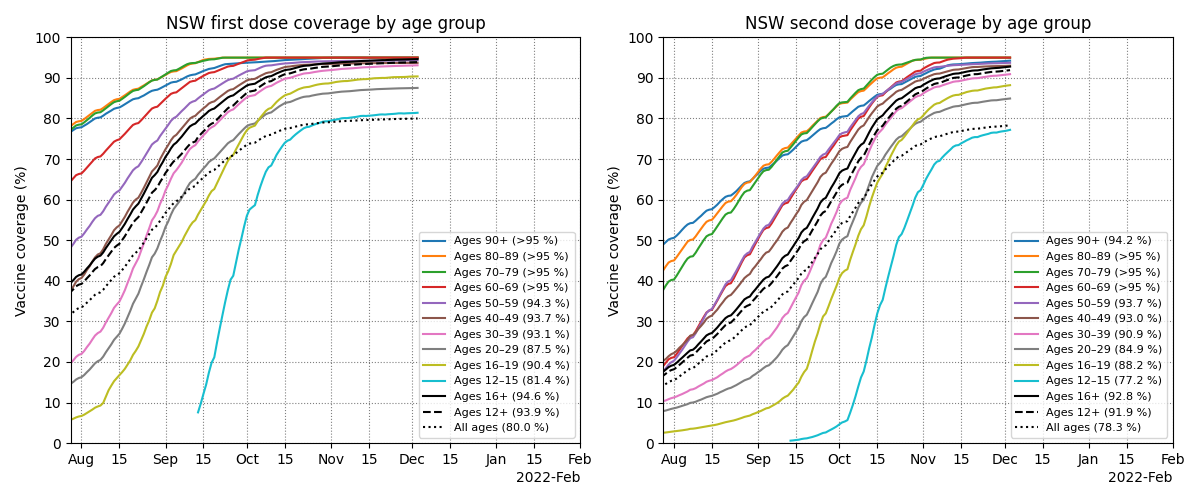 NSW first dose coverage by age group
Vaccine coverage (%)
100
90
80
70
60
50
40
30
20
10
0
Aug 15 Sep 15 Oct 15 Nov 15 Dec 15 Jan 15 Feb
2022-Feb
Ages 90+ (>95 %)
Ages 80–89 (>95 %)
Ages 70–79 (>95 %)
Ages 60–69 (>95 %)
Ages 50–59 (94.3 %)
Ages 40–49 (93.7 %)
Ages 30–39 (93.1 %)
Ages 20–29 (87.5 %)
Ages 16–19 (90.4 %)
Ages 12–15 (81.4 %)
Ages 16+ (94.6 %)
Ages 12+ (93.9 %)
All ages (80.0 %)
NSW second dose coverage by age group
Vaccine coverage (%)
100
90
80
70
60
50
40
30
20
10
0
Aug 15 Sep 15 Oct 15 Nov 15 Dec 15 Jan 15 Feb
2022-Feb
Ages 90+ (94.2 %)
Ages 80–89 (>95 %)
Ages 70–79 (>95 %)
Ages 60–69 (>95 %)
Ages 50–59 (93.7 %)
Ages 40–49 (93.0 %)
Ages 30–39 (90.9 %)
Ages 20–29 (84.9 %)
Ages 16–19 (88.2 %)
Ages 12–15 (77.2 %)
Ages 16+ (92.8 %)
Ages 12+ (91.9 %)
All ages (78.3 %)